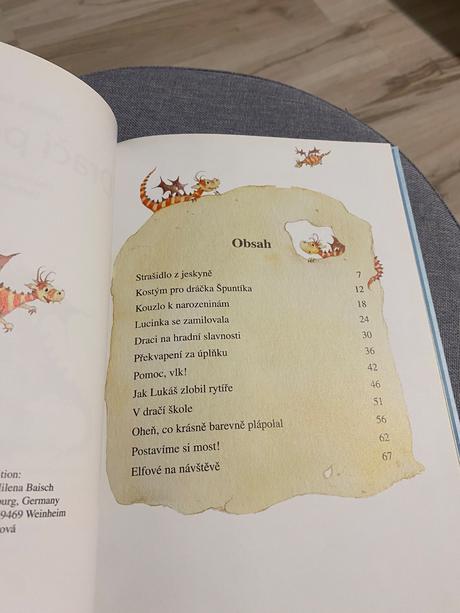 tion:
Milena Baisch
burg, Germany
69469 Weinheim
ová
Obsah
Strašidlo z jeskyně 7
Kostým pro dráčka Špuntíka 12
Kouzlo k narozeninám 18
Lucinka se zamilovala 24
Draci na hradní slavnosti 30
Překvapení za úplňku 36
Pomoc, vlk! 42
Jak Lukáš zlobil rytíře 46
V dračí škole 51
Oheň, co krásně barevně plápolal 56
Postavíme si most! 62
Elfové na návštěvě 67